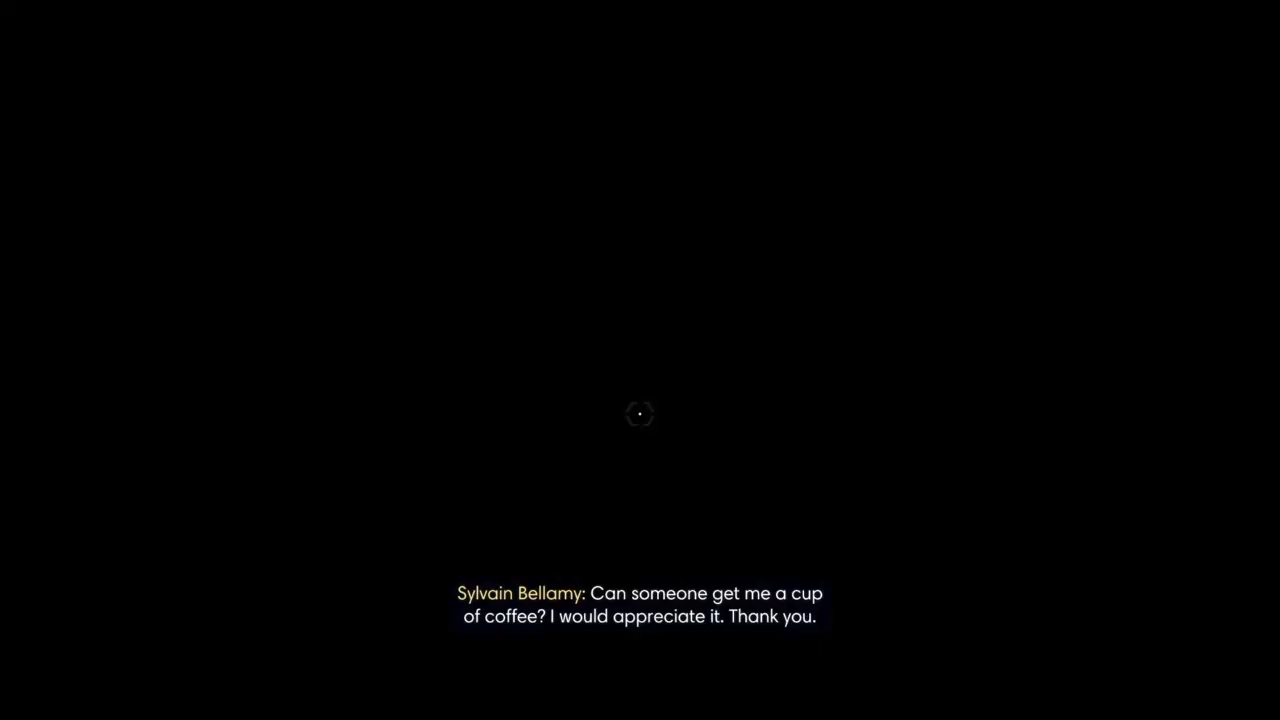 Sylvain Bellamy: Can someone get me a cup
of coffee? I would appreciate it. Thank you.